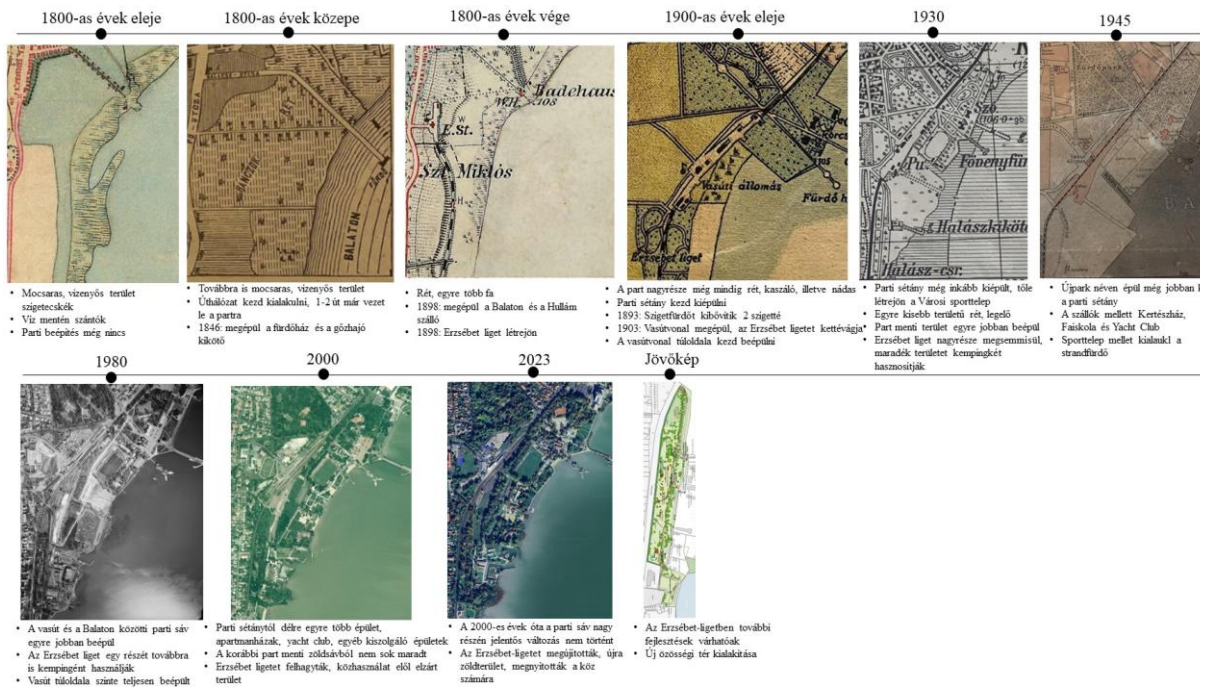 1800-as évek eleje
1800-as évek közepe
1800-as évek vége
1900-as évek eleje
1930
1945
BALATON
Badehaus
E.St.
Szt. Miklós
Vasúti állomás
Fürdő h
Erzsébet liget
Pu.
Szó
Fövenyfür
Halászkikötő
Halász-csr.
• Mocsaras, vizenyős terület szigetecskék
• Víz mentén szántók
• Parti beépítés még nincs
• Továbbra is mocsaras, vizenyős terület
• Úthálózat kezd kialakulni, 1-2 út már vezet
le a partra
• 1846: megépül a fürdőház és a gőzhajó
kikötő
• Rét, egyre több fa
• 1898: megépül a Balaton és a Hullám
szálló
• 1898: Erzsébet liget létrejön
• A part nagyrésze még mindig rét, kaszáló, illetve nádas
• Parti sétány kezd kiépülni
• 1893: Szigetfürdőt kibővítik 2 szigetté
• 1903: Vasútvonal megépül, az Erzsébet ligetet kettévágja
• A vasútvonal túloldala kezd beépülni
• Parti sétány még inkább kiépült, tőle
létrejön a Városi sporttelep
• Egyre kisebb területű rét, legelő
• Part menti terület egyre jobban beépül
• Erzsébet liget nagyrésze megsemmisül,
maradék területet kempingkét
hasznosítják
• Újpark néven épül még jobban k
a parti sétány
• A szállók mellett Kertészház,
Faiskola és Yacht Club
• Sporttelep mellet kialaukl a
strandfürdő
1980
2000
2023
Jövőkép
• A vasút és a Balaton közötti parti sáv
egyre jobban beépül
• Az Erzsébet liget egy részét továbbra
is kempingként használják
• Vasút túloldala szinte teljesen beépült
• Parti sétánytól délre egyre több épület,
apartmanházak, yacht club, egyéb kiszolgáló épületek
• A korábbi part menti zöldsávból nem sok maradt
• Erzsébet ligetet felhagyták, közhasználat elől elzárt
terület
• A 2000-es évek óta a parti sáv nagy
részén jelentős változás nem történt
• Az Erzsébet-ligetet megújították, újra
zöldterület, megnyitották a köz
számára
• Az Erzsébet-ligetben további
fejlesztések várhatóak
• Új özösségi tér kialakítása